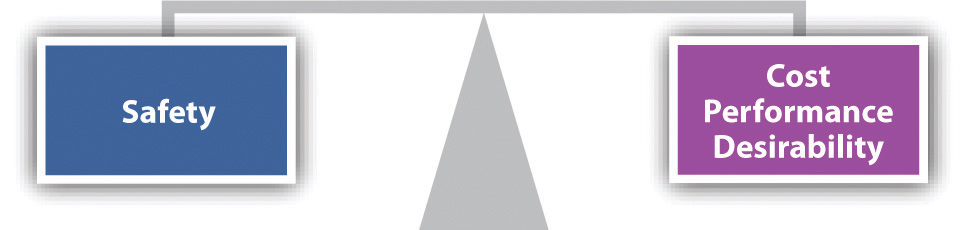 Safety
Cost
Performance
Desirability